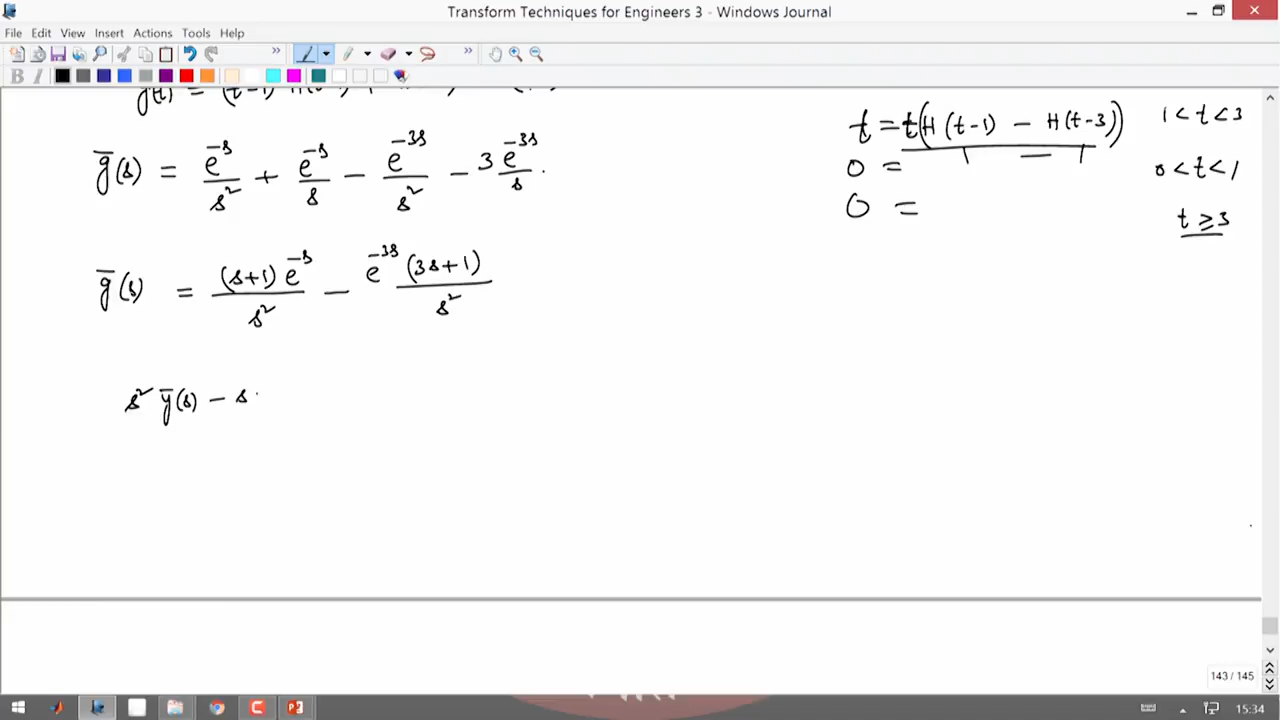 Transform Techniques for Engineers 3 - Windows Journal
File Edit View Insert Actions Tools Help
t = t(H(t-1) - H(t-3)) 1 < t < 3
ȳ(s) = e^{-s}/s² + e^{-s}/s - e^{-3s}/s² - 3 e^{-3s}/s.
0 = 0 < t < 1
0 = t ≥ 3
ḡ(s) = (s+1) e^{-s}/s² - e^{-3s} (3s+1)/s²
s² ȳ(s) - s
143 / 145
15:34